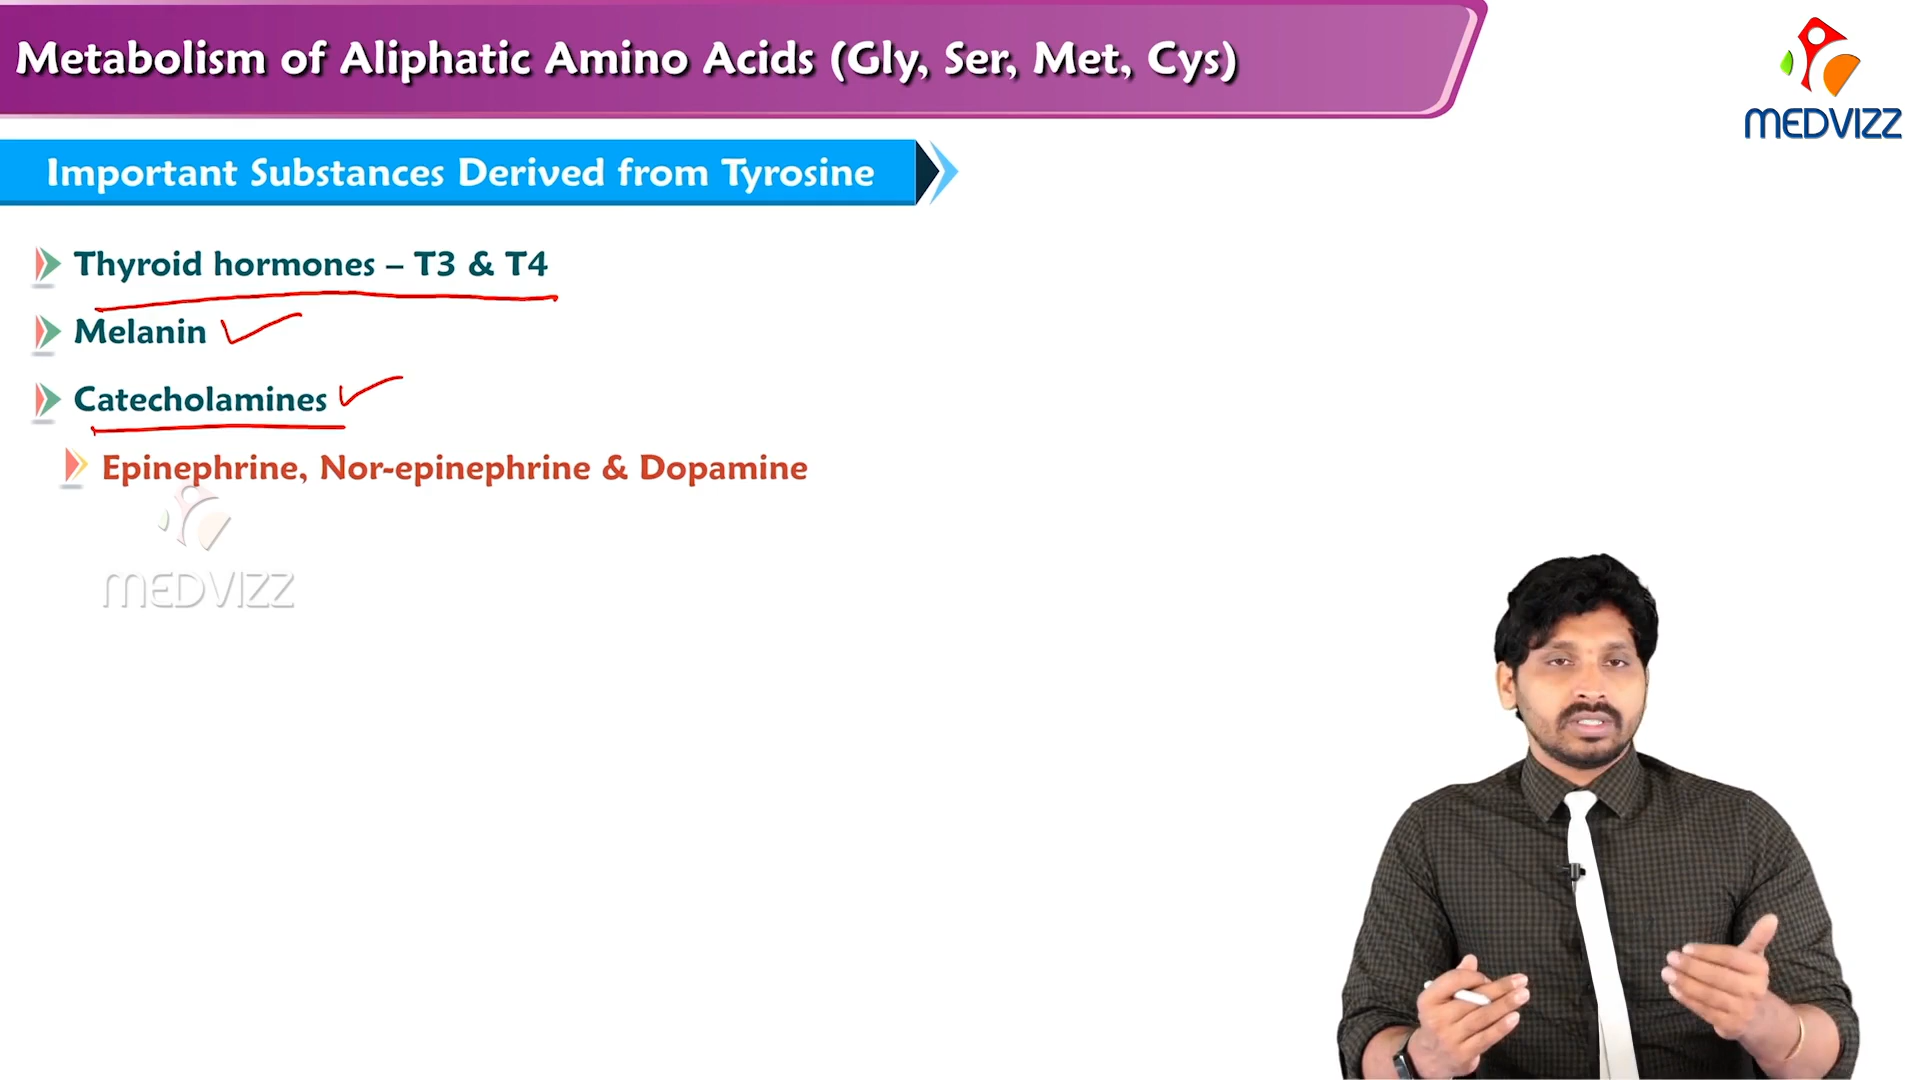 Metabolism of Aliphatic Amino Acids (Gly, Ser, Met, Cys)
MEDVIZZ
Important Substances Derived from Tyrosine
Thyroid hormones – T3 & T4
Melanin
Catecholamines
Epinephrine, Nor-epinephrine & Dopamine
MEDVIZZ